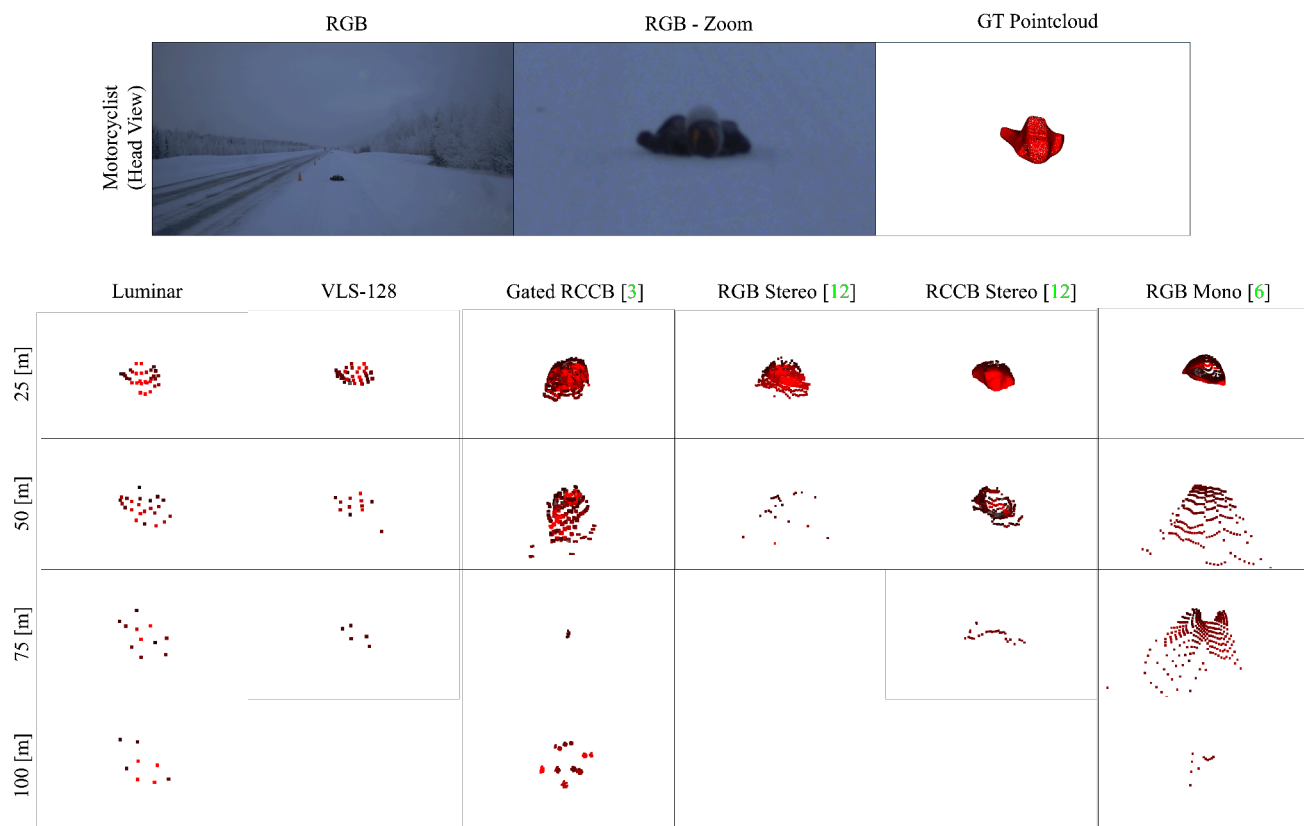 RGB
RGB - Zoom
GT Pointcloud
Motorcyclist
(Head View)
Luminar
VLS-128
Gated RCCB [3]
RGB Stereo [12]
RCCB Stereo [12]
RGB Mono [6]
25 [m]
50 [m]
75 [m]
100 [m]